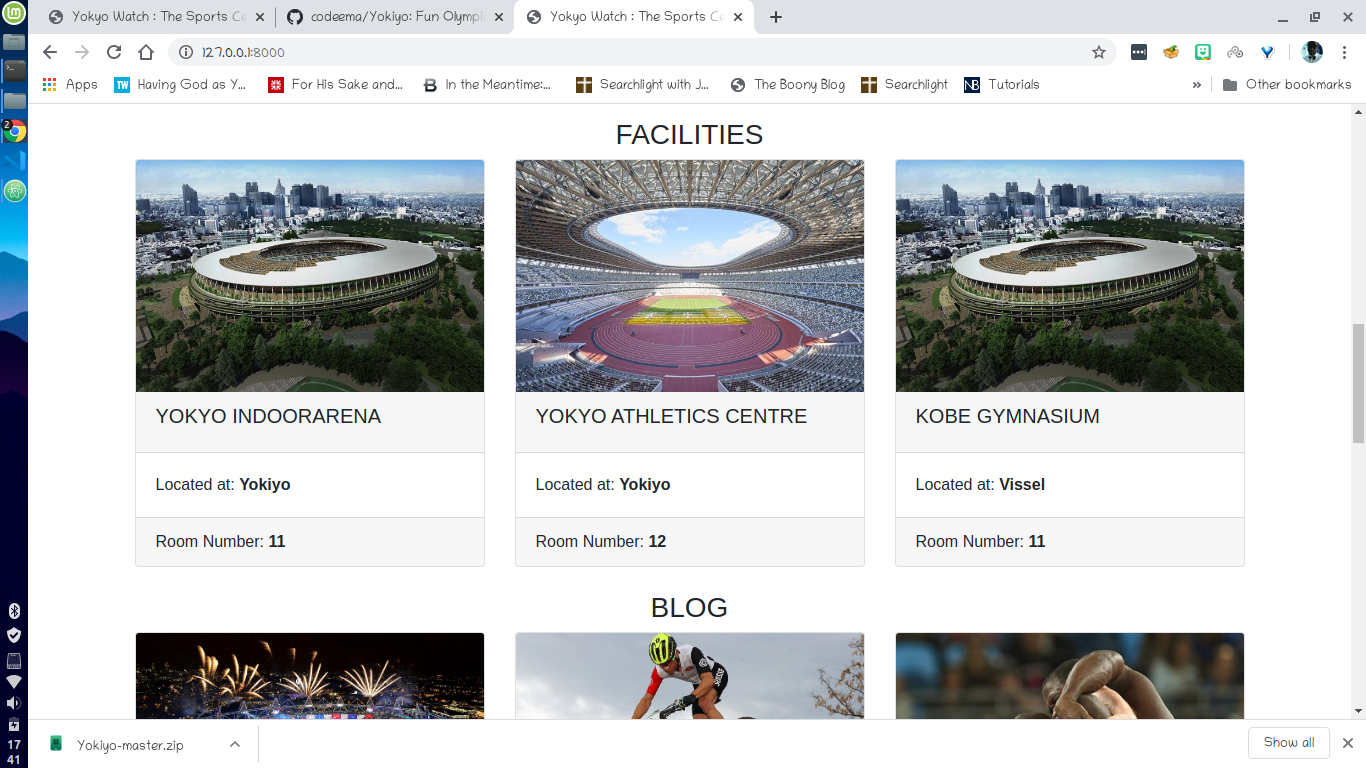 Yokyo Watch : The Sports Ce
codeema/Yokiyo: Fun Olympi
Yokyo Watch : The Sports Ce
127.0.0.1:8000
Apps
Having God as Y...
For His Sake and...
In the Meantime:...
Searchlight with J...
The Boony Blog
Searchlight
Tutorials
»
Other bookmarks
TW
NB
2
FACILITIES
YOKYO INDOORARENA
YOKYO ATHLETICS CENTRE
KOBE GYMNASIUM
Located at: Yokiyo
Located at: Yokiyo
Located at: Vissel
Room Number: 11
Room Number: 12
Room Number: 11
BLOG
Yokiyo-master.zip
Show all
17
41